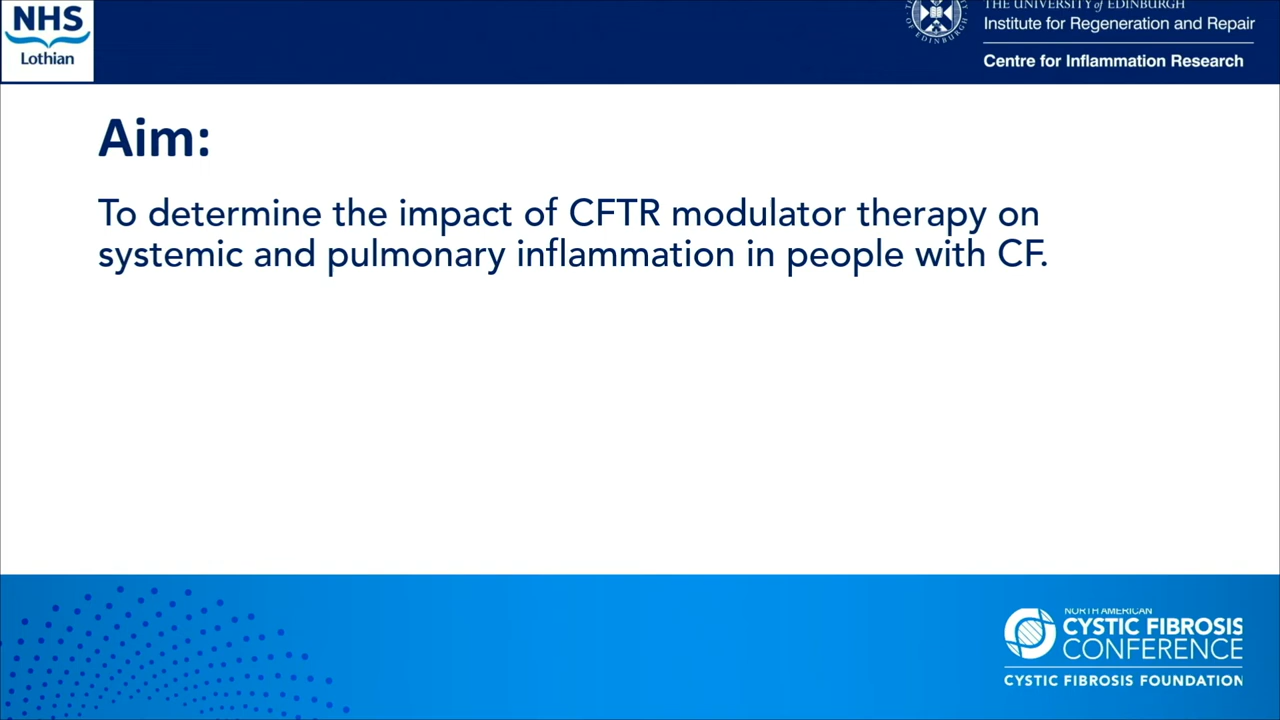 NHS
Lothian
THE UNIVERSITY of EDINBURGH
Institute for Regeneration and Repair
Centre for Inflammation Research
Aim:
To determine the impact of CFTR modulator therapy on
systemic and pulmonary inflammation in people with CF.
NORTH AMERICAN
CYSTIC FIBROSIS
CONFERENCE
CYSTIC FIBROSIS FOUNDATION